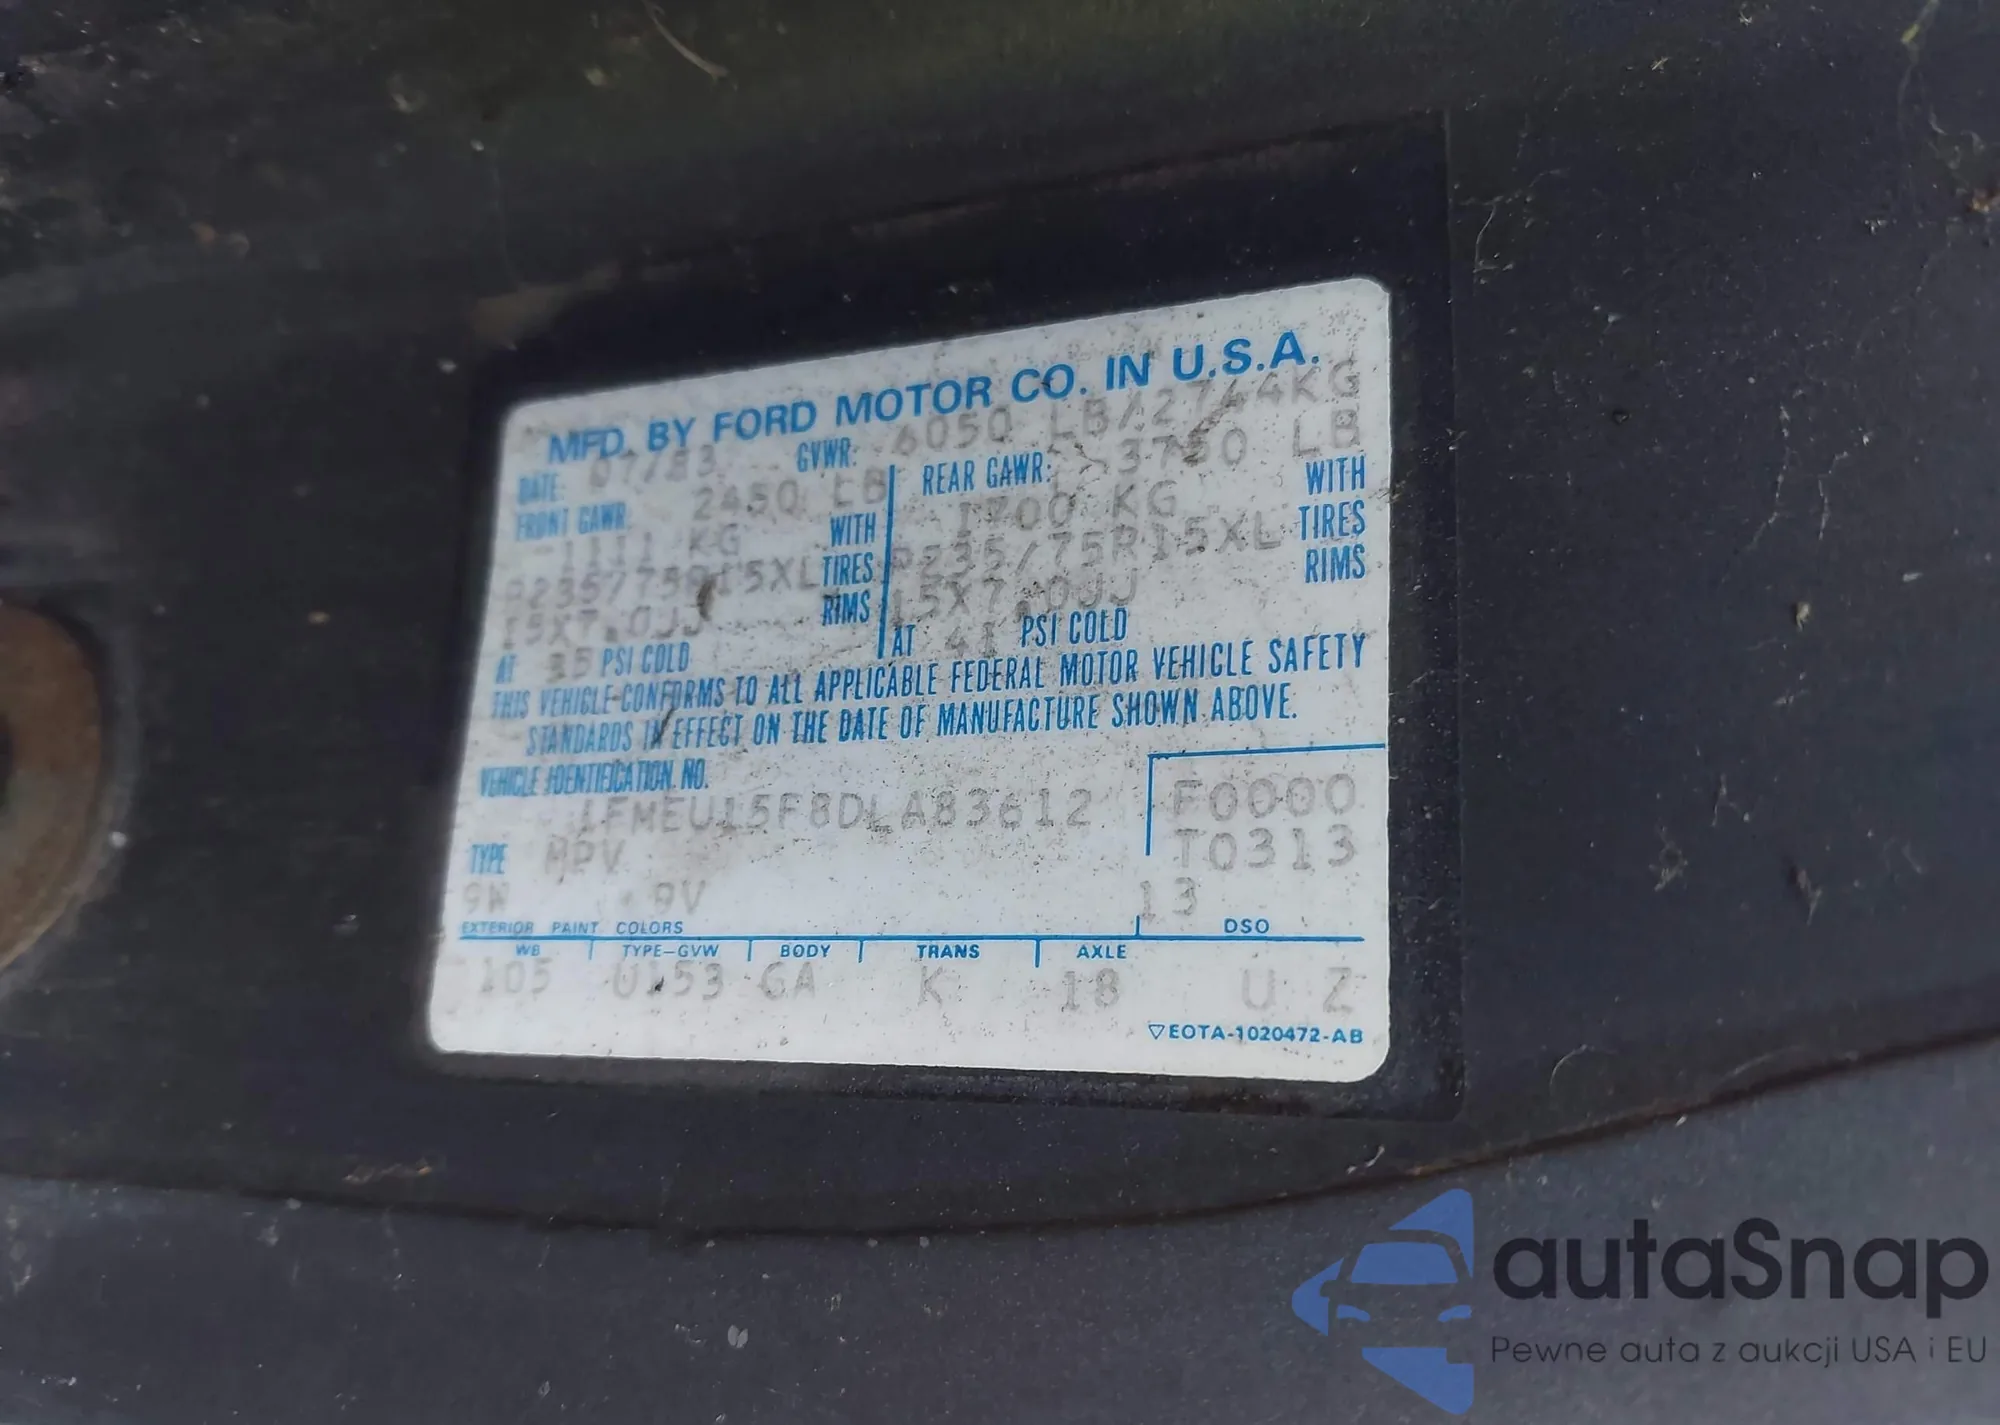 MFD. BY FORD MOTOR CO. IN U.S.A.
DATE: 07/83 GVWR: 6050 LB/2744KG
FRONT GAWR: 2450 LB REAR GAWR: 3750 LB
1111 KG WITH 1700 KG WITH
P235/75R15XL TIRES P235/75R15XL TIRES
15X7.0JJ RIMS 15X7.0JJ RIMS
AT 35 PSI COLD AT 41 PSI COLD
THIS VEHICLE CONFORMS TO ALL APPLICABLE FEDERAL MOTOR VEHICLE SAFETY
STANDARDS IN EFFECT ON THE DATE OF MANUFACTURE SHOWN ABOVE.
VEHICLE IDENTIFICATION NO.
1FMEU15F8DLA83612 F0000
TYPE MPV T0313
9N 9V 13
EXTERIOR PAINT COLORS DSO
WB TYPE-GVW BODY TRANS AXLE
105 U153 GA K 18 U Z
▽EOTA-1020472-AB
autaSnap
Pewne auta z aukcji USA i EU